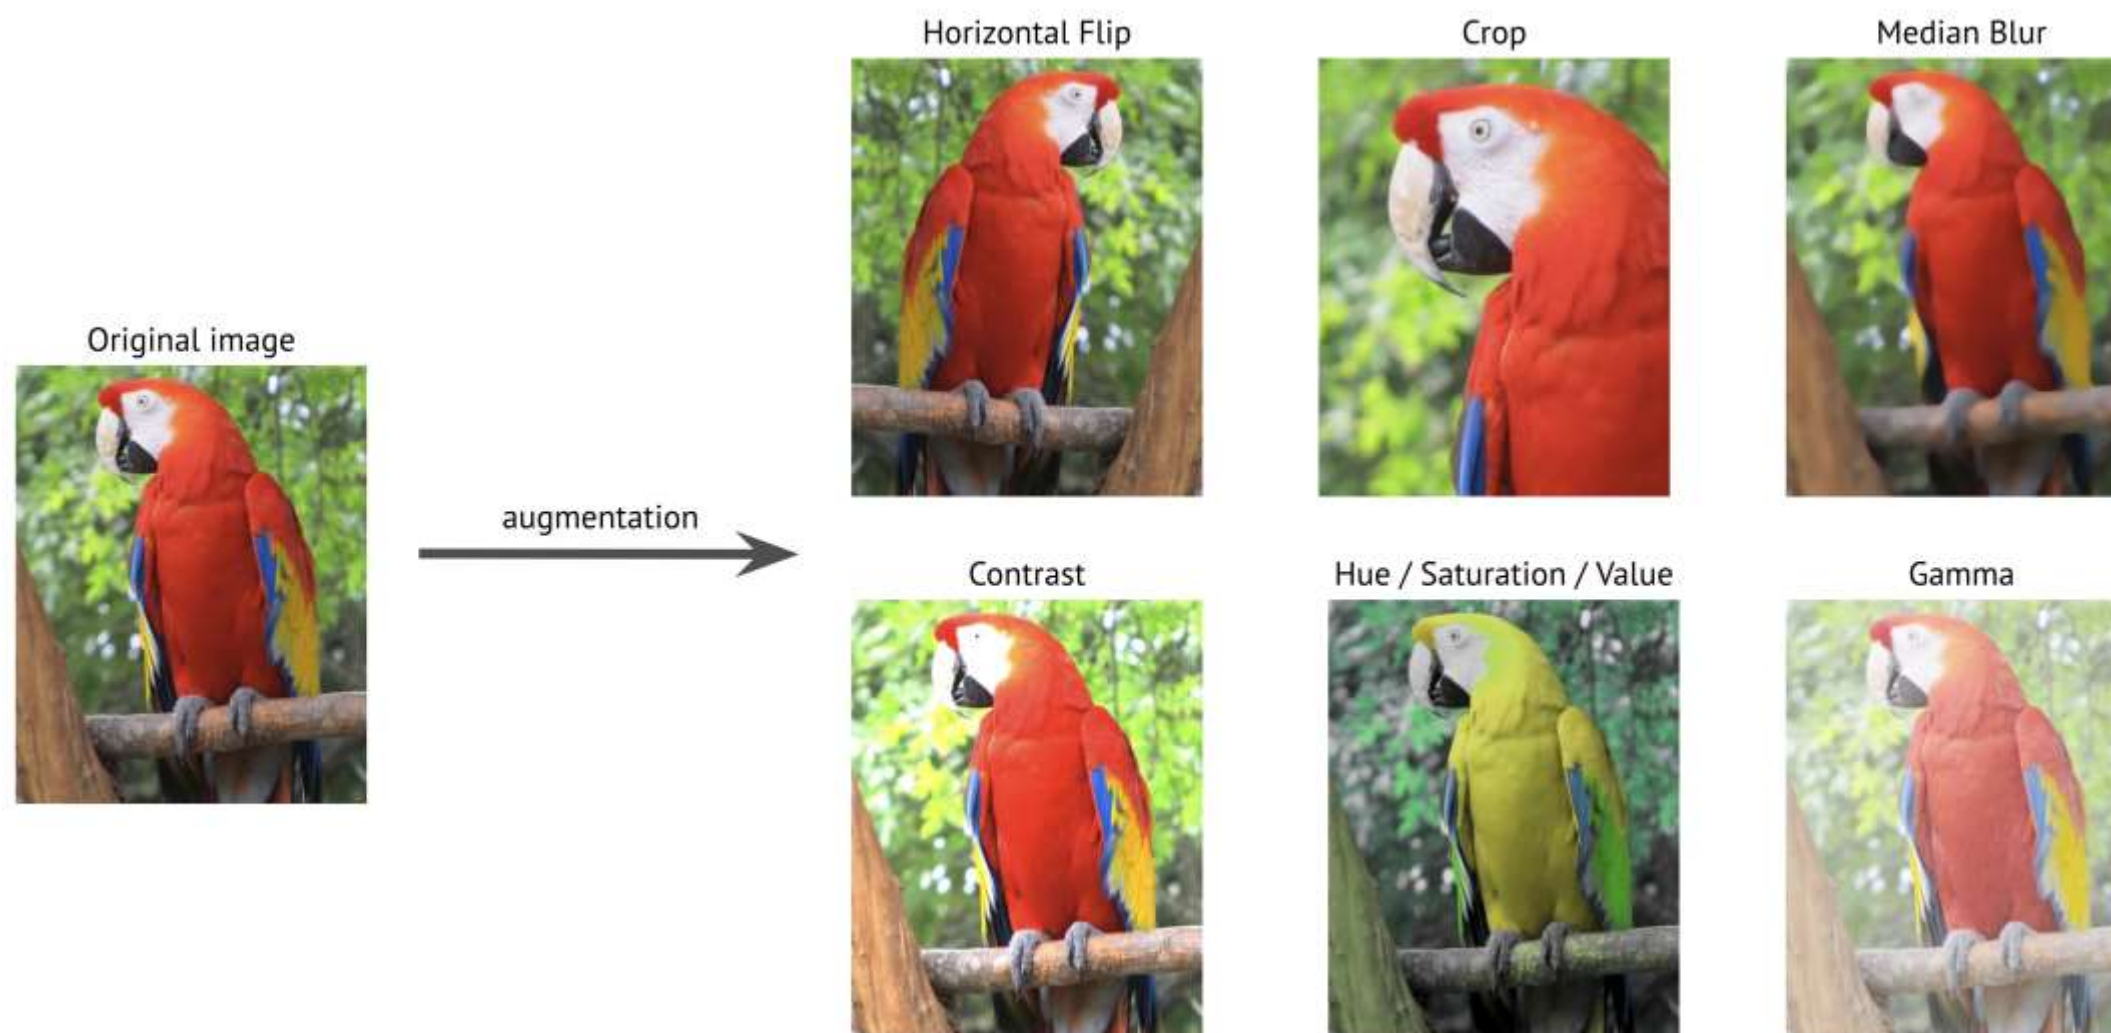 Original image
augmentation
Horizontal Flip
Crop
Median Blur
Contrast
Hue / Saturation / Value
Gamma